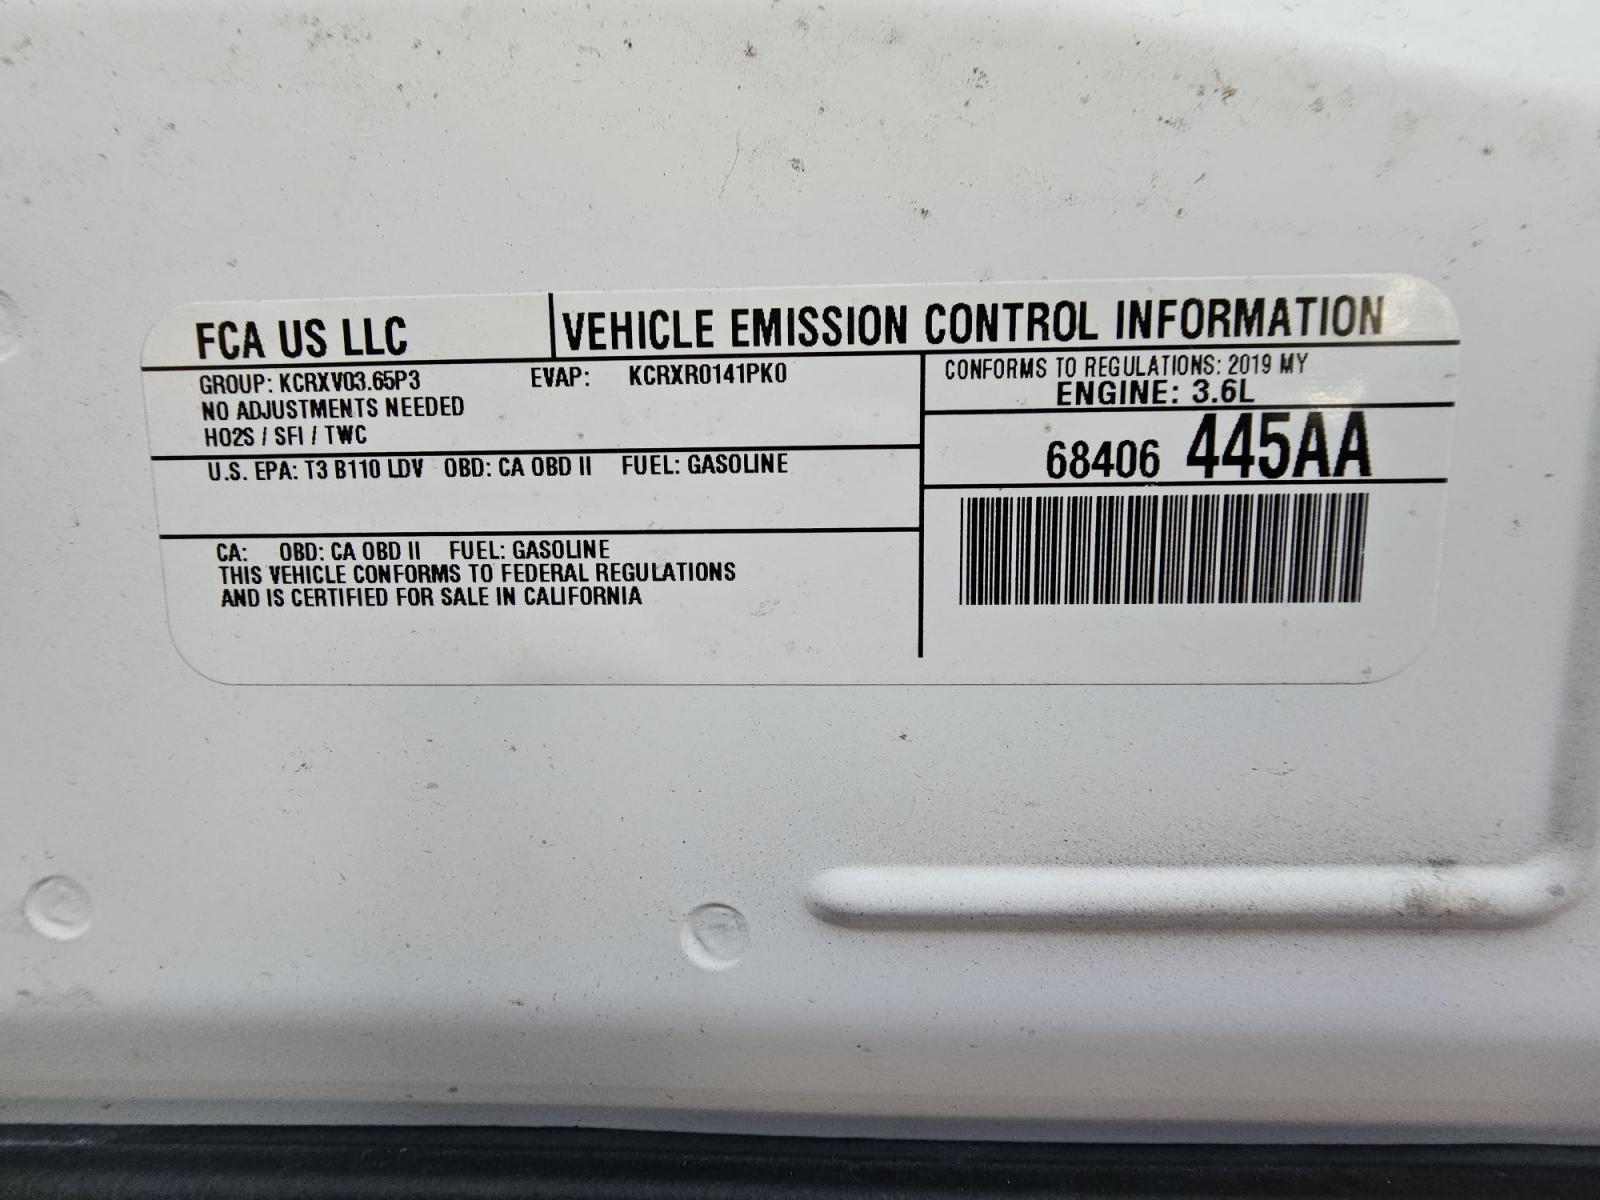 FCA US LLC
VEHICLE EMISSION CONTROL INFORMATION
GROUP: KCRXV03.65P3 EVAP: KCRXR0141PK0
NO ADJUSTMENTS NEEDED
HO2S / SFI / TWC
U.S. EPA: T3 B110 LDV OBD: CA OBD II FUEL: GASOLINE
CA: OBD: CA OBD II FUEL: GASOLINE
THIS VEHICLE CONFORMS TO FEDERAL REGULATIONS
AND IS CERTIFIED FOR SALE IN CALIFORNIA
CONFORMS TO REGULATIONS: 2019 MY
ENGINE: 3.6L
68406 445AA